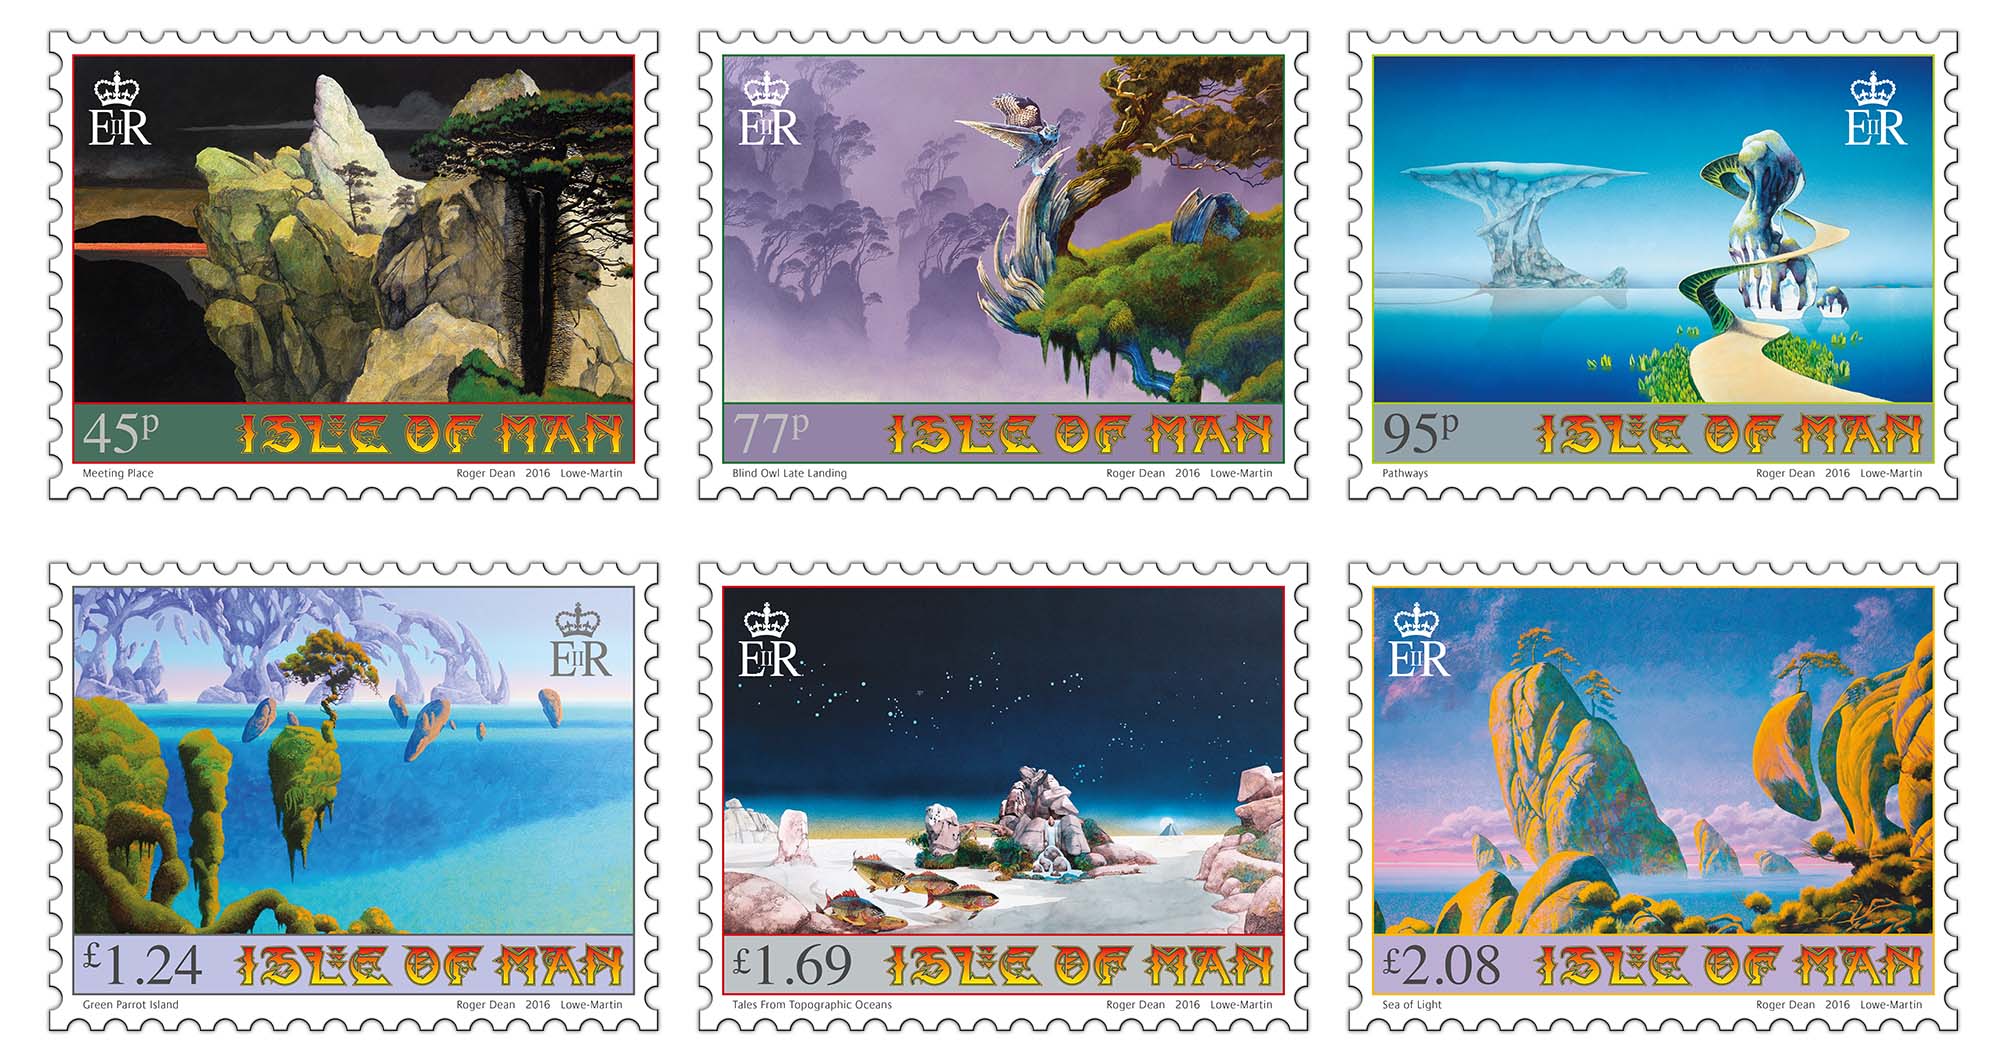 EIIR
45p ISLE OF MAN
Meeting Place Roger Dean 2016 Lowe-Martin
EIIR
77p ISLE OF MAN
Blind Owl Late Landing Roger Dean 2016 Lowe-Martin
EIIR
95p ISLE OF MAN
Pathways Roger Dean 2016 Lowe-Martin
EIIR
£1.24 ISLE OF MAN
Green Parrot Island Roger Dean 2016 Lowe-Martin
EIIR
£1.69 ISLE OF MAN
Tales From Topographic Oceans Roger Dean 2016 Lowe-Martin
EIIR
£2.08 ISLE OF MAN
Sea of Light Roger Dean 2016 Lowe-Martin